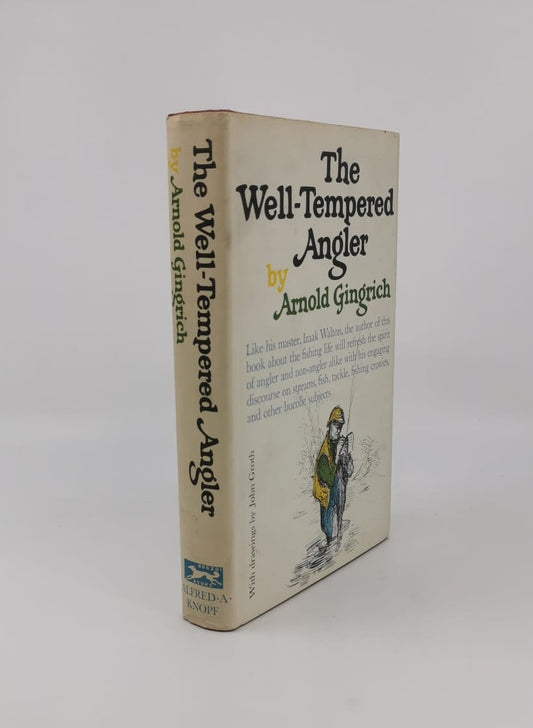 The Well-Tempered Angler
by Arnold Gingrich
BORZOI
BOOKS
ALFRED·A·
KNOPF
The
Well-Tempered
Angler
by
Arnold Gingrich
Like his master, Izaak Walton, the author of this
book about the fishing life will refresh the spirit
of angler and non-angler alike with his engaging
discourse on streams, fish, tackle, fishing cronies,
and other bucolic subjects
With drawings by John Groth